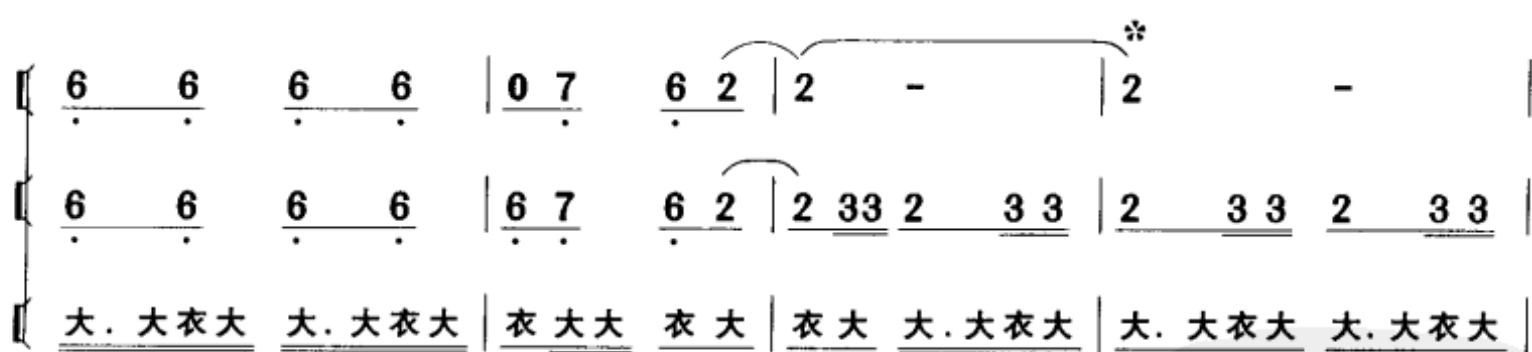 *
6 6 6 6 | 0 7 6 2 | 2 - | 2 - |
6 6 6 6 | 6 7 6 2 | 2 33 2 3 3 | 2 3 3 2 3 3 |
大. 大衣大 大. 大衣大 | 衣 大大 衣 大 | 衣 大 大. 大衣大 | 大. 大衣大 大. 大衣大 |